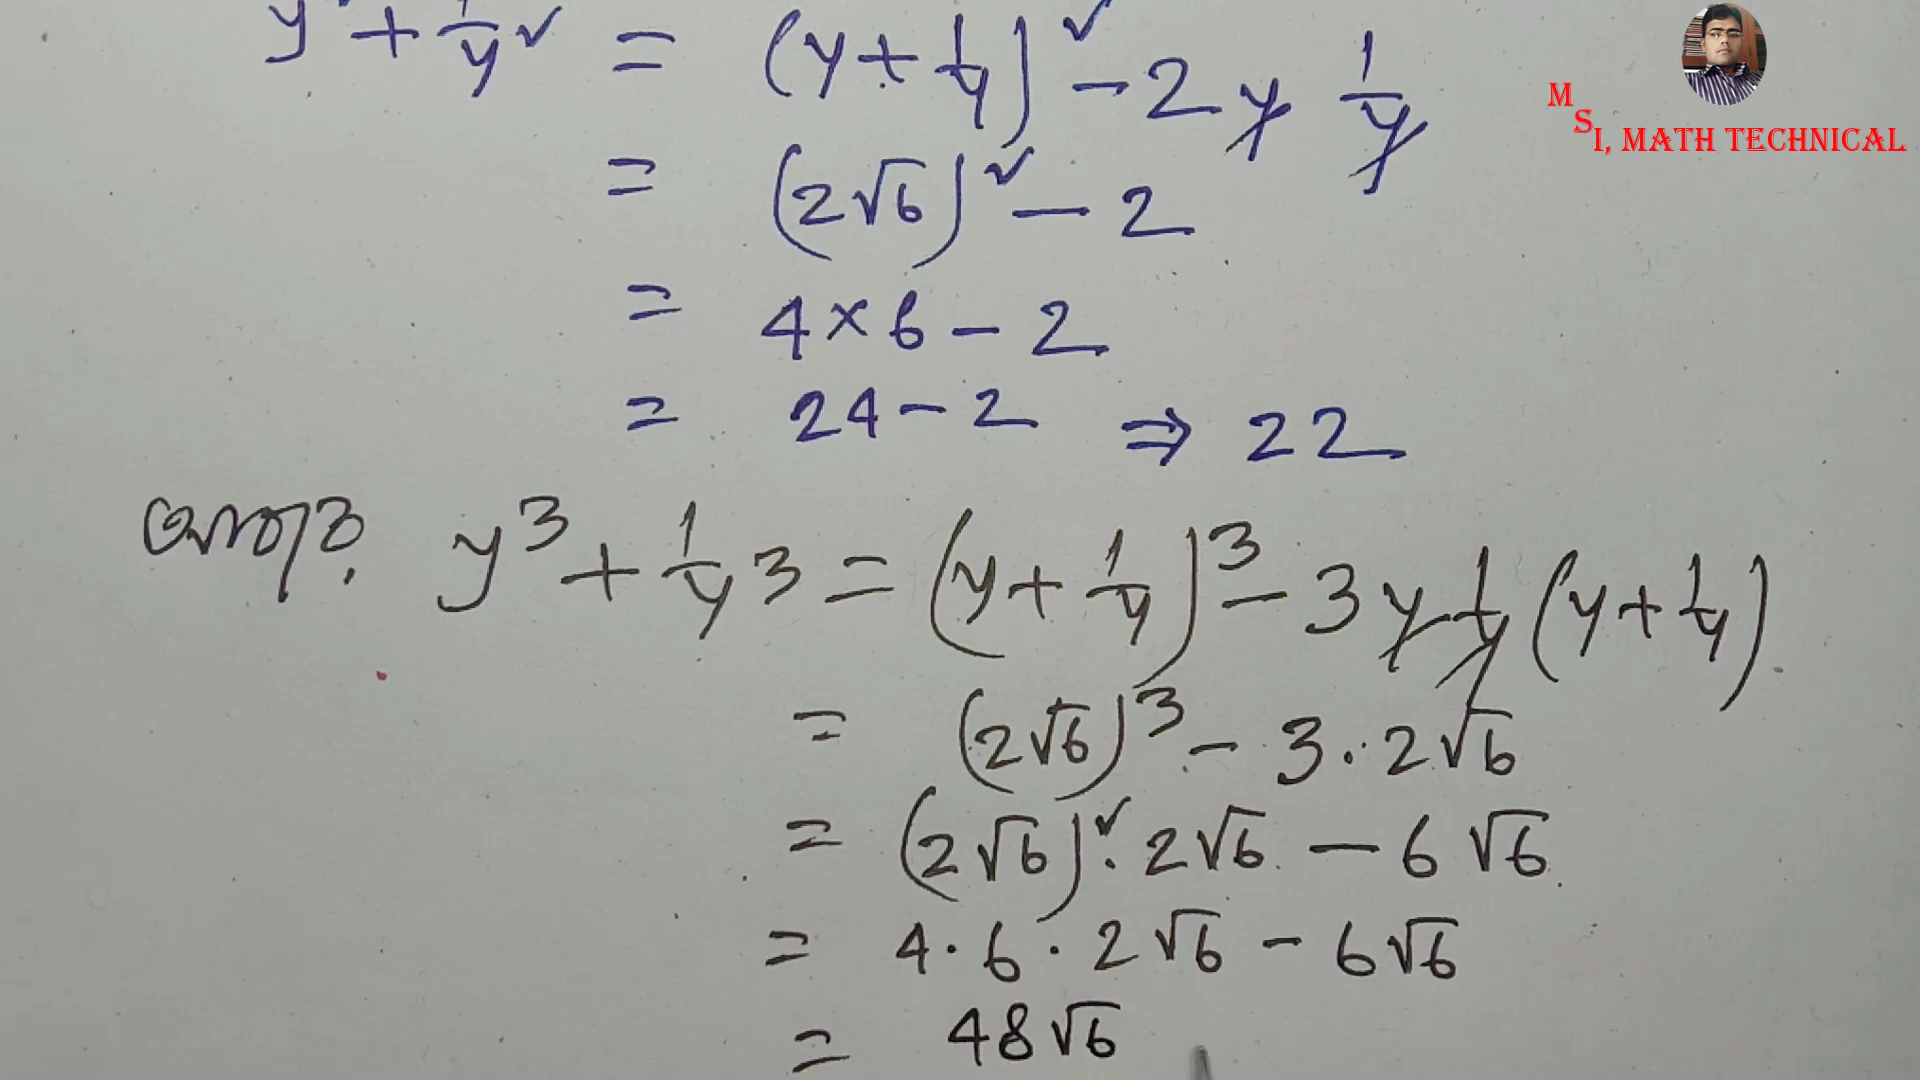 y² + 1/y² = (y + 1/y)² - 2 y 1/y
= (2√6)² - 2
= 4 × 6 - 2
= 24 - 2 ⇒ 22
আবার, y³ + 1/y³ = (y + 1/y)³ - 3 y 1/y (y + 1/y)
= (2√6)³ - 3 · 2√6
= (2√6)² · 2√6 - 6√6
= 4 · 6 · 2√6 - 6√6
= 48√6
M
S
I, MATH TECHNICAL